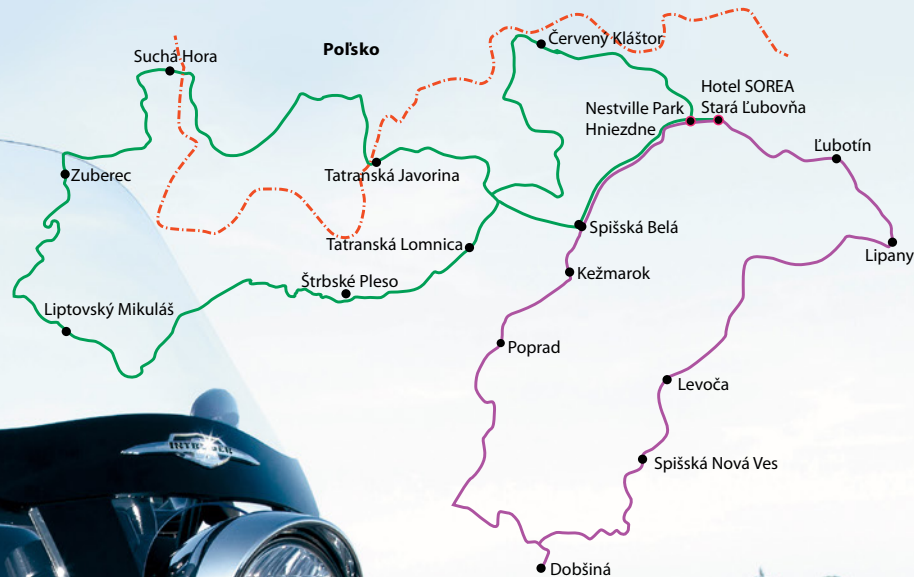 Poľsko
Červený Kláštor
Suchá Hora
Hotel SOREA
Stará Ľubovňa
Nestville Park
Hniezdne
Ľubotín
Zuberec
Tatranská Javorina
Spišská Belá
Tatranská Lomnica
Lipany
Kežmarok
Štrbské Pleso
Liptovský Mikuláš
Poprad
Levoča
INTRUDER
Spišská Nová Ves
Dobšiná